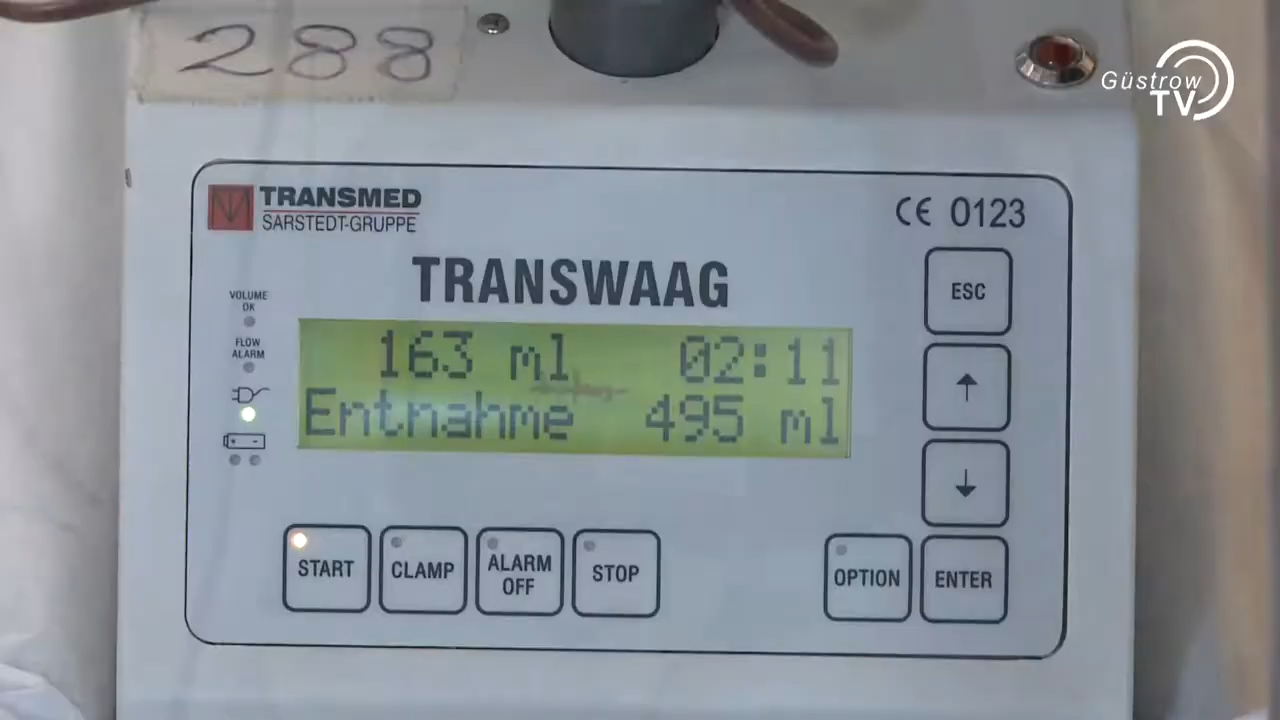 288
Güstrow
TV
TRANSMED
SARSTEDT-GRUPPE
CE 0123
TRANSWAAG
VOLUME
OK
FLOW
ALARM
163 ml 02:11
Entnahme 495 ml
ESC
↑
↓
START
CLAMP
ALARM
OFF
STOP
OPTION
ENTER